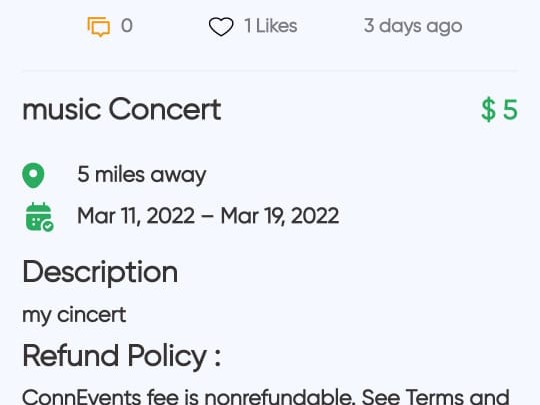 0 1 Likes 3 days ago
music Concert $ 5
5 miles away
Mar 11, 2022 – Mar 19, 2022
Description
my cincert
Refund Policy :
ConnEvents fee is nonrefundable. See Terms and